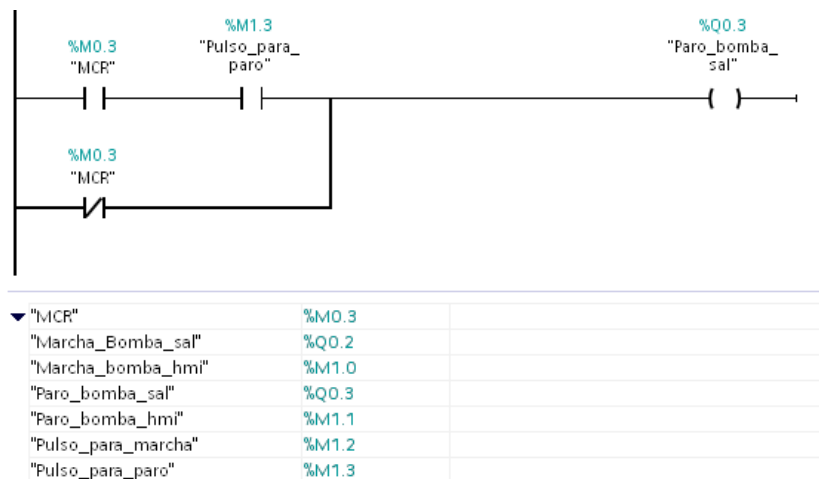 %M1.3
%Q0.3
%M0.3
"Pulso_para_
"Paro_bomba_
"MCR"
paro"
sal"
%M0.3
"MCR"
"MCR" %M0.3
"Marcha_Bomba_sal" %Q0.2
"Marcha_bomba_hmi" %M1.0
"Paro_bomba_sal" %Q0.3
"Paro_bomba_hmi" %M1.1
"Pulso_para_marcha" %M1.2
"Pulso_para_paro" %M1.3